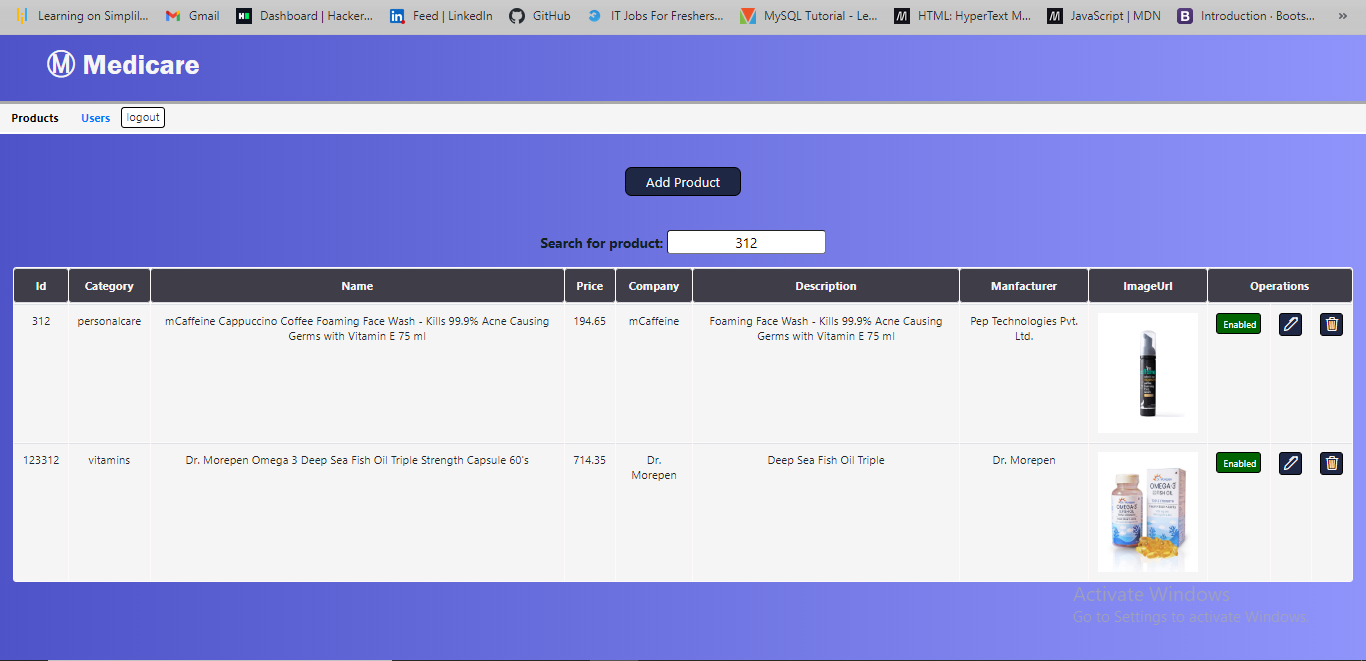 Learning on Simplil... Gmail Dashboard | Hacker... Feed | LinkedIn GitHub IT Jobs For Freshers... MySQL Tutorial - Le... HTML: HyperText M... JavaScript | MDN Introduction · Boots... »
M Medicare
Products Users logout
Add Product
Search for product: 312
Id Category Name Price Company Description Manfacturer ImageUrl Operations
312 personalcare mCaffeine Cappuccino Coffee Foaming Face Wash - Kills 99.9% Acne Causing 194.65 mCaffeine Foaming Face Wash - Kills 99.9% Acne Causing Pep Technologies Pvt. Enabled
Germs with Vitamin E 75 ml Germs with Vitamin E 75 ml Ltd.
123312 vitamins Dr. Morepen Omega 3 Deep Sea Fish Oil Triple Strength Capsule 60's 714.35 Dr. Deep Sea Fish Oil Triple Dr. Morepen Enabled
Morepen
OMEGA-3
OMEGA-3
Activate Windows
Go to Settings to activate Windows.